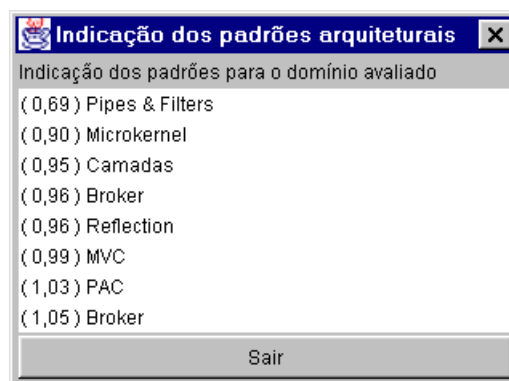 Indicação dos padrões arquiteturais
Indicação dos padrões para o domínio avaliado
( 0,69 ) Pipes & Filters
( 0,90 ) Microkernel
( 0,95 ) Camadas
( 0,96 ) Broker
( 0,96 ) Reflection
( 0,99 ) MVC
( 1,03 ) PAC
( 1,05 ) Broker
Sair